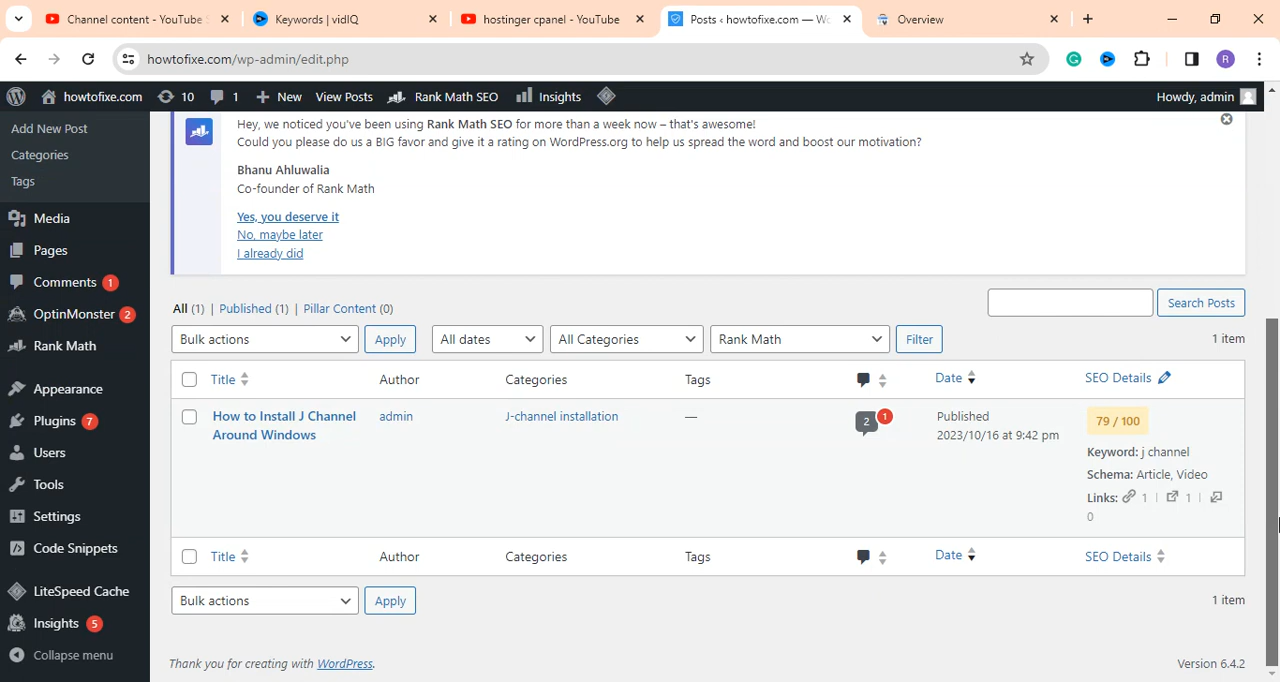 Channel content - YouTube S
Keywords | vidIQ
hostinger cpanel - YouTube
Posts ‹ howtofixe.com — Wo
Overview
howtofixe.com/wp-admin/edit.php
R
howtofixe.com
10
1
New
View Posts
Rank Math SEO
Insights
Howdy, admin
Add New Post
Categories
Tags
Media
Pages
Comments 1
OptinMonster 2
Rank Math
Appearance
Plugins 7
Users
Tools
Settings
Code Snippets
LiteSpeed Cache
Insights 5
Collapse menu
Hey, we noticed you've been using Rank Math SEO for more than a week now – that's awesome!
Could you please do us a BIG favor and give it a rating on WordPress.org to help us spread the word and boost our motivation?
Bhanu Ahluwalia
Co-founder of Rank Math
Yes, you deserve it
No, maybe later
I already did
All (1) | Published (1) | Pillar Content (0)
Search Posts
Bulk actions
Apply
All dates
All Categories
Rank Math
Filter
1 item
Title
Author
Categories
Tags
Date
SEO Details
How to Install J Channel
Around Windows
admin
J-channel installation
—
2
1
Published
2023/10/16 at 9:42 pm
79 / 100
Keyword: j channel
Schema: Article, Video
Links: 1 | 1 |
0
Title
Author
Categories
Tags
Date
SEO Details
Bulk actions
Apply
1 item
Thank you for creating with WordPress.
Version 6.4.2